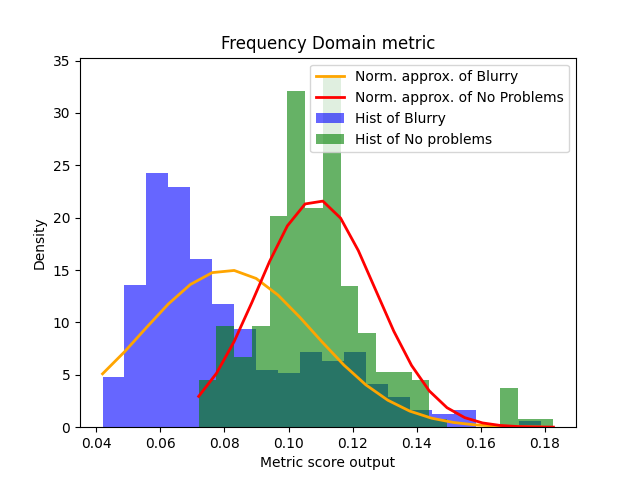 Frequency Domain metric
Norm. approx. of Blurry
Norm. approx. of No Problems
Hist of Blurry
Hist of No problems
Density
35
30
25
20
15
10
5
0
0.04 0.06 0.08 0.10 0.12 0.14 0.16 0.18
Metric score output